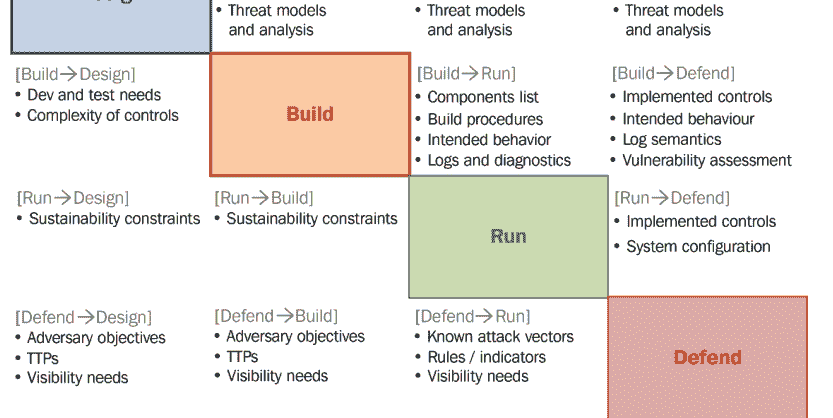 • Threat models
and analysis
• Threat models
and analysis
• Threat models
and analysis
[Build→Design]
• Dev and test needs
• Complexity of controls
Build
[Build→Run]
• Components list
• Build procedures
• Intended behavior
• Logs and diagnostics
[Build→Defend]
• Implemented controls
• Intended behaviour
• Log semantics
• Vulnerability assessment
[Run→Design]
• Sustainability constraints
[Run→Build]
• Sustainability constraints
Run
[Run→Defend]
• Implemented controls
• System configuration
[Defend→Design]
• Adversary objectives
• TTPs
• Visibility needs
[Defend→Build]
• Adversary objectives
• TTPs
• Visibility needs
[Defend→Run]
• Known attack vectors
• Rules / indicators
• Visibility needs
Defend